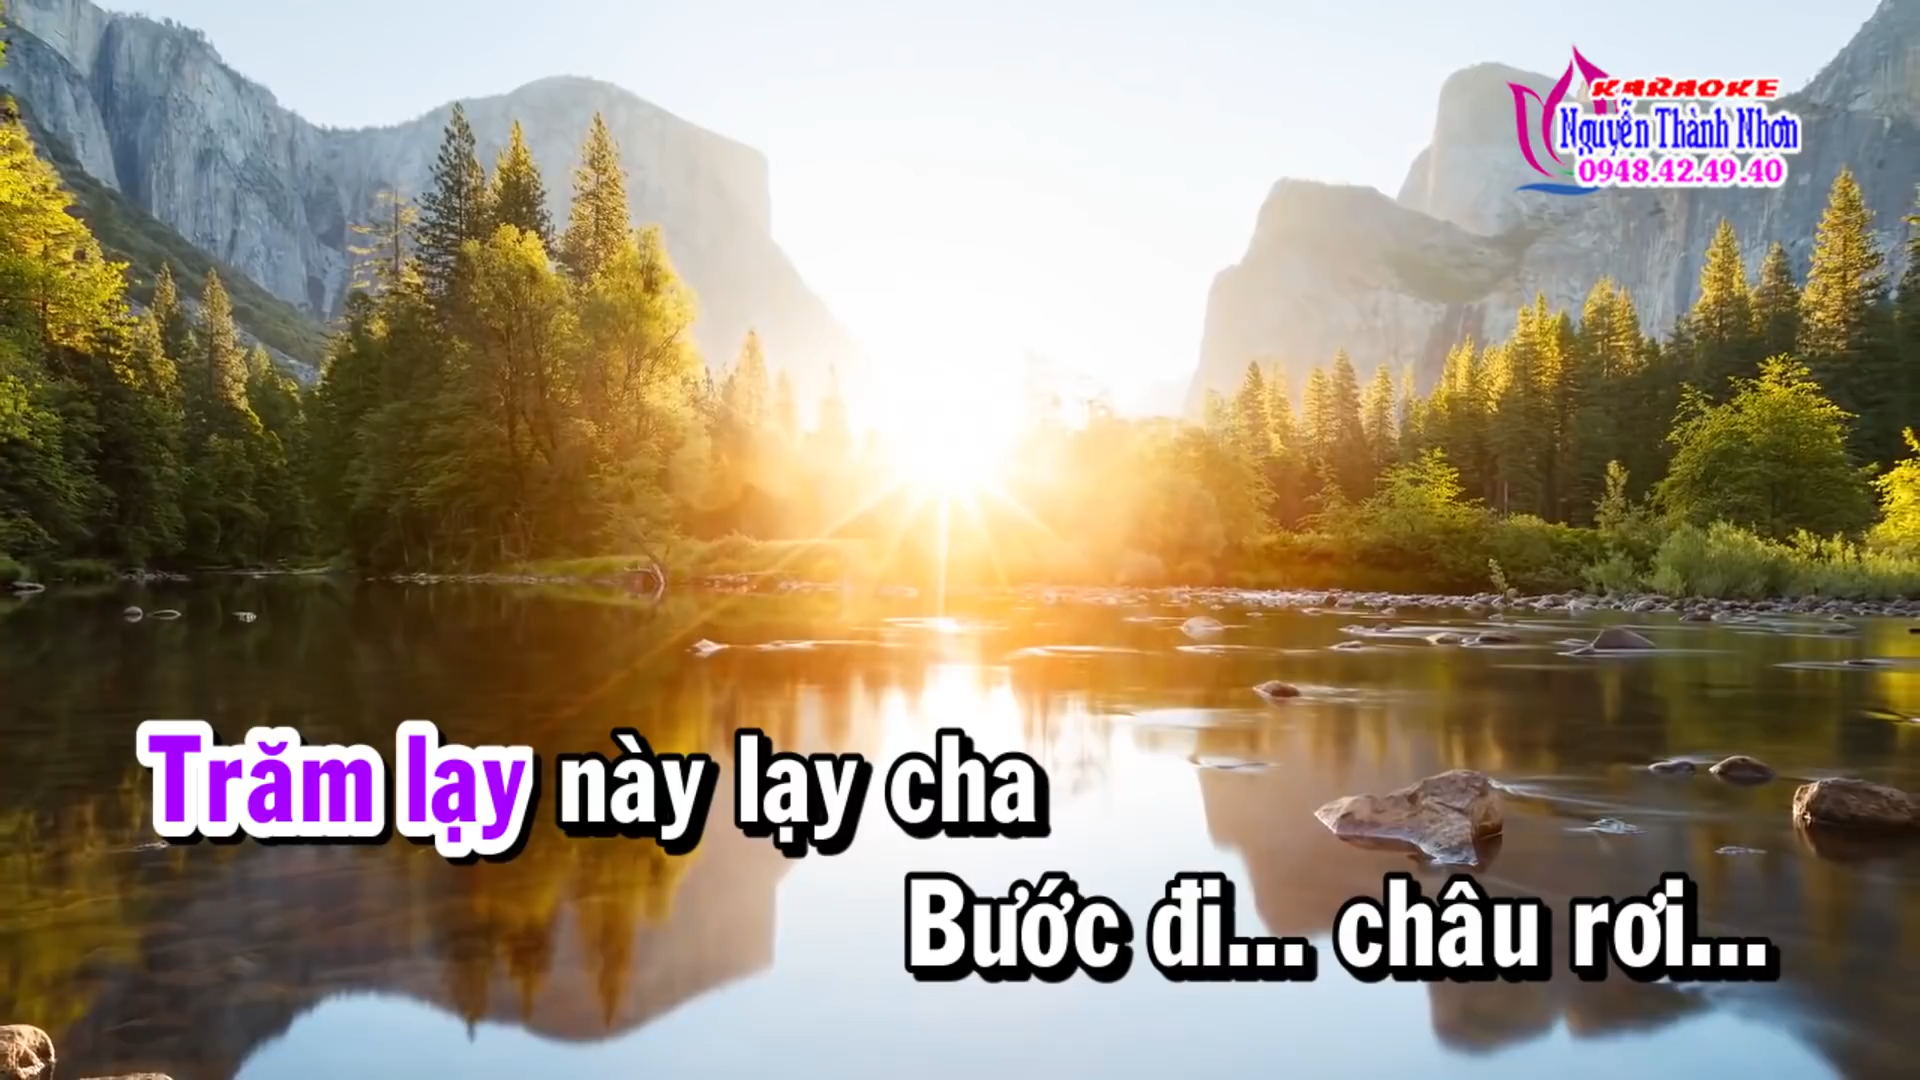 KARAOKE
Nguyễn Thành Nhơn
0948.42.49.40
Trăm lạy này lạy cha
Bước đi... châu rơi...